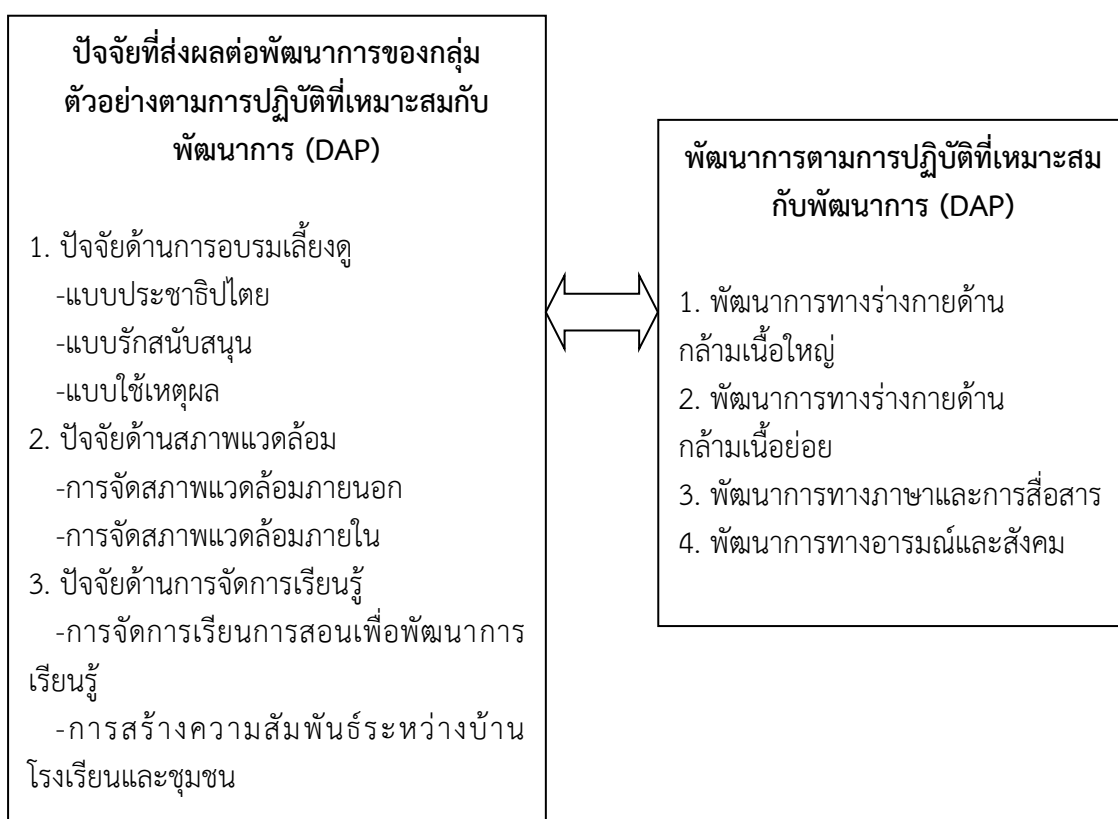 ปัจจัยที่ส่งผลต่อพัฒนาการของกลุ่ม
ตัวอย่างตามการปฏิบัติที่เหมาะสมกับ
พัฒนาการ (DAP)
1. ปัจจัยด้านการอบรมเลี้ยงดู
-แบบประชาธิปไตย
-แบบรักสนับสนุน
-แบบใช้เหตุผล
2. ปัจจัยด้านสภาพแวดล้อม
-การจัดสภาพแวดล้อมภายนอก
-การจัดสภาพแวดล้อมภายใน
3. ปัจจัยด้านการจัดการเรียนรู้
-การจัดการเรียนการสอนเพื่อพัฒนาการ
เรียนรู้
-การสร้างความสัมพันธ์ระหว่างบ้าน
โรงเรียนและชุมชน
พัฒนาการตามการปฏิบัติที่เหมาะสม
กับพัฒนาการ (DAP)
1. พัฒนาการทางร่างกายด้าน
กล้ามเนื้อใหญ่
2. พัฒนาการทางร่างกายด้าน
กล้ามเนื้อย่อย
3. พัฒนาการทางภาษาและการสื่อสาร
4. พัฒนาการทางอารมณ์และสังคม